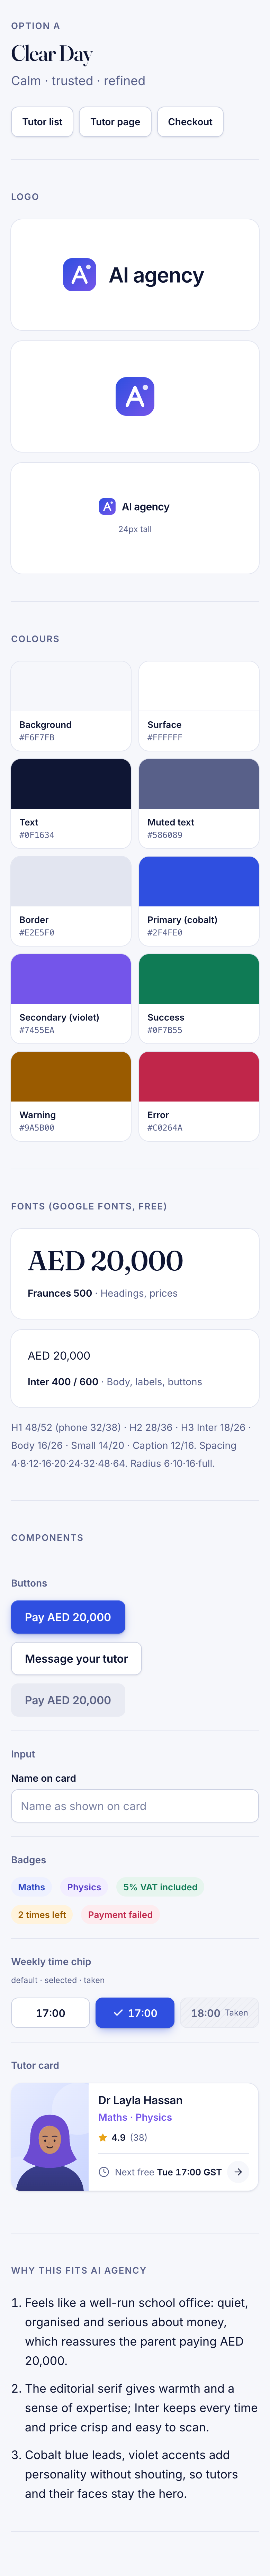 OPTION A
Clear Day
Calm · trusted · refined
Tutor list
Tutor page
Checkout
LOGO
A AI agency
A
A AI agency
24px tall
COLOURS
Background
#F6F7FB
Surface
#FFFFFF
Text
#0F1634
Muted text
#586089
Border
#E2E5F0
Primary (cobalt)
#2F4FE0
Secondary (violet)
#7455EA
Success
#0F7B55
Warning
#9A5B00
Error
#C0264A
FONTS (GOOGLE FONTS, FREE)
AED 20,000
Fraunces 500 · Headings, prices
AED 20,000
Inter 400 / 600 · Body, labels, buttons
H1 48/52 (phone 32/38) · H2 28/36 · H3 Inter 18/26 ·
Body 16/26 · Small 14/20 · Caption 12/16. Spacing
4·8·12·16·20·24·32·48·64. Radius 6·10·16·full.
COMPONENTS
Buttons
Pay AED 20,000
Message your tutor
Pay AED 20,000
Input
Name on card
Name as shown on card
Badges
Maths
Physics
5% VAT included
2 times left
Payment failed
Weekly time chip
default · selected · taken
17:00
17:00
18:00 Taken
Tutor card
Dr Layla Hassan
Maths · Physics
4.9 (38)
Next free Tue 17:00 GST
WHY THIS FITS AI AGENCY
1. Feels like a well-run school office: quiet,
organised and serious about money,
which reassures the parent paying AED
20,000.
2. The editorial serif gives warmth and a
sense of expertise; Inter keeps every time
and price crisp and easy to scan.
3. Cobalt blue leads, violet accents add
personality without shouting, so tutors
and their faces stay the hero.